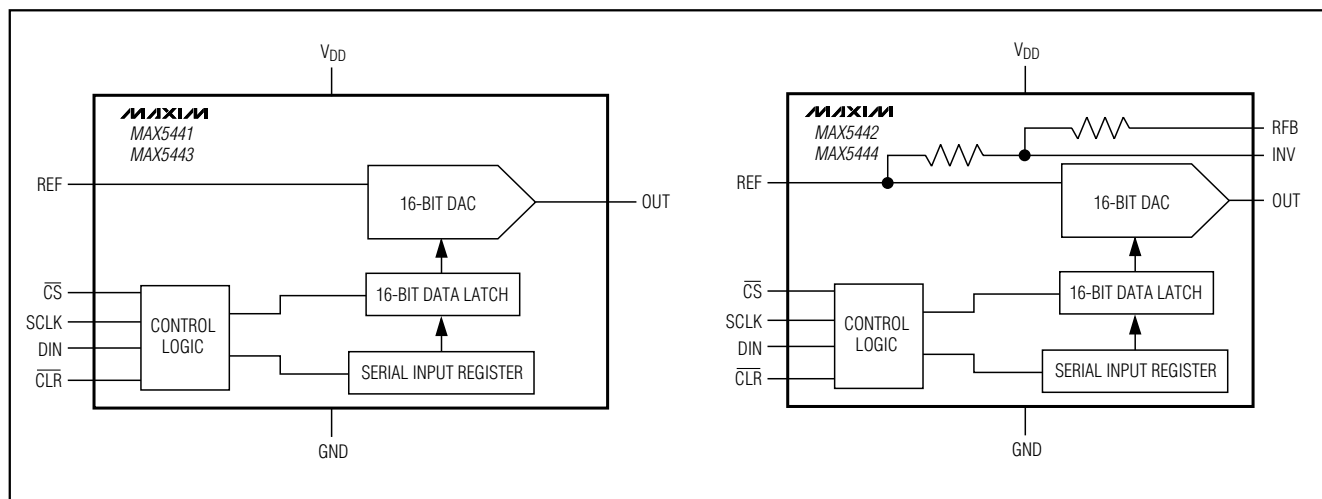 VDD
MAXIM
MAX5441
MAX5443
REF
16-BIT DAC
OUT
CS
SCLK
DIN
CLR
CONTROL
LOGIC
16-BIT DATA LATCH
SERIAL INPUT REGISTER
GND
VDD
MAXIM
MAX5442
MAX5444
RFB
INV
REF
16-BIT DAC
OUT
CS
SCLK
DIN
CLR
CONTROL
LOGIC
16-BIT DATA LATCH
SERIAL INPUT REGISTER
GND